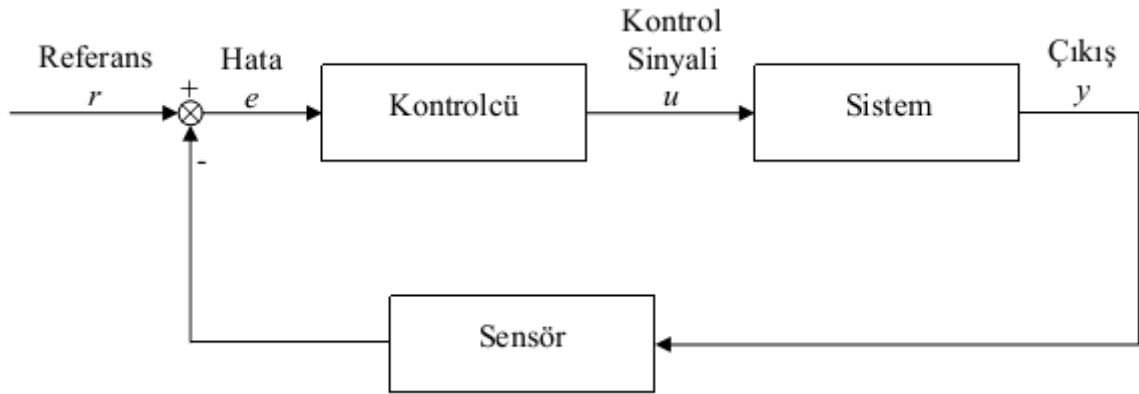 Referans
r
+
-
Hata
e
Kontrolcü
Kontrol
Sinyali
u
Sistem
Çıkış
y
Sensör